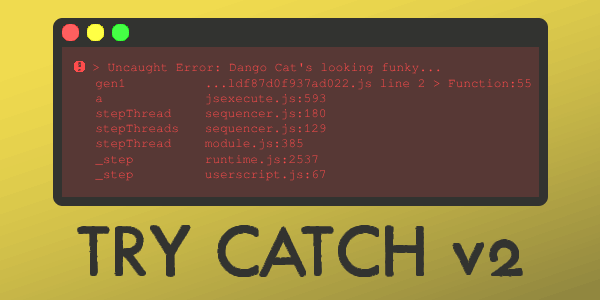 ! > Uncaught Error: Dango Cat's looking funky...
gen1 ...ldf87d0f937ad022.js line 2 > Function:55
a jsexecute.js:593
stepThread sequencer.js:180
stepThreads sequencer.js:129
stepThread module.js:385
_step runtime.js:2537
_step userscript.js:67
TRY CATCH v2